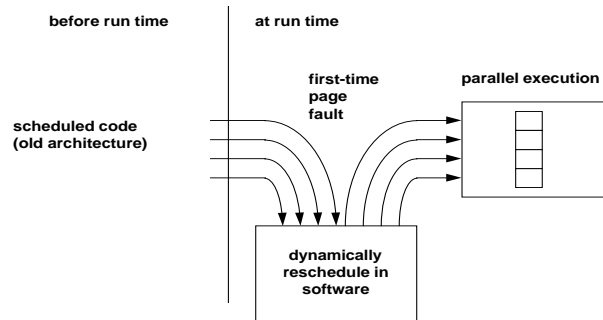 before run time
at run time
first-time
page
fault
parallel execution
scheduled code
(old architecture)
dynamically
reschedule in
software